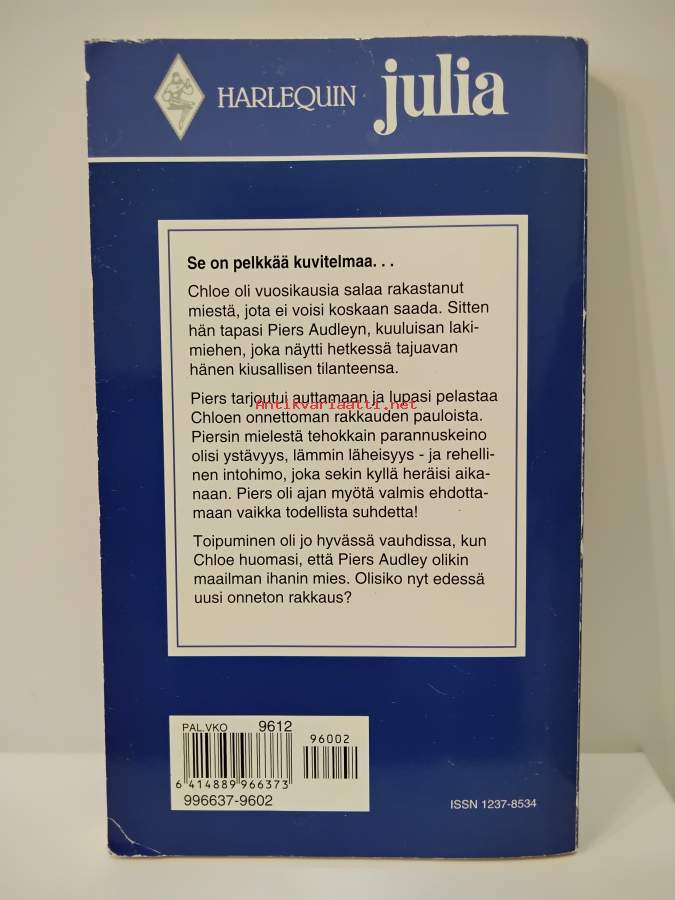 HARLEQUIN julia
Se on pelkkää kuvitelmaa. . .
Chloe oli vuosikausia salaa rakastanut
miestä, jota ei voisi koskaan saada. Sitten
hän tapasi Piers Audleyn, kuuluisan laki-
miehen, joka näytti hetkessä tajuavan
hänen kiusallisen tilanteensa.
Piers tarjoutui auttamaan ja lupasi pelastaa
Antikvariaatti.net
Chloen onnettoman rakkauden pauloista.
Piersin mielestä tehokkain parannuskeino
olisi ystävyys, lämmin läheisyys - ja rehelli-
nen intohimo, joka sekin kyllä heräisi aika-
naan. Piers oli ajan myötä valmis ehdotta-
maan vaikka todellista suhdetta!
Toipuminen oli jo hyvässä vauhdissa, kun
Chloe huomasi, että Piers Audley olikin
maailman ihanin mies. Olisiko nyt edessä
uusi onneton rakkaus?
PAL.VKO 9612
96002
6 414889 966373
996637-9602
ISSN 1237-8534